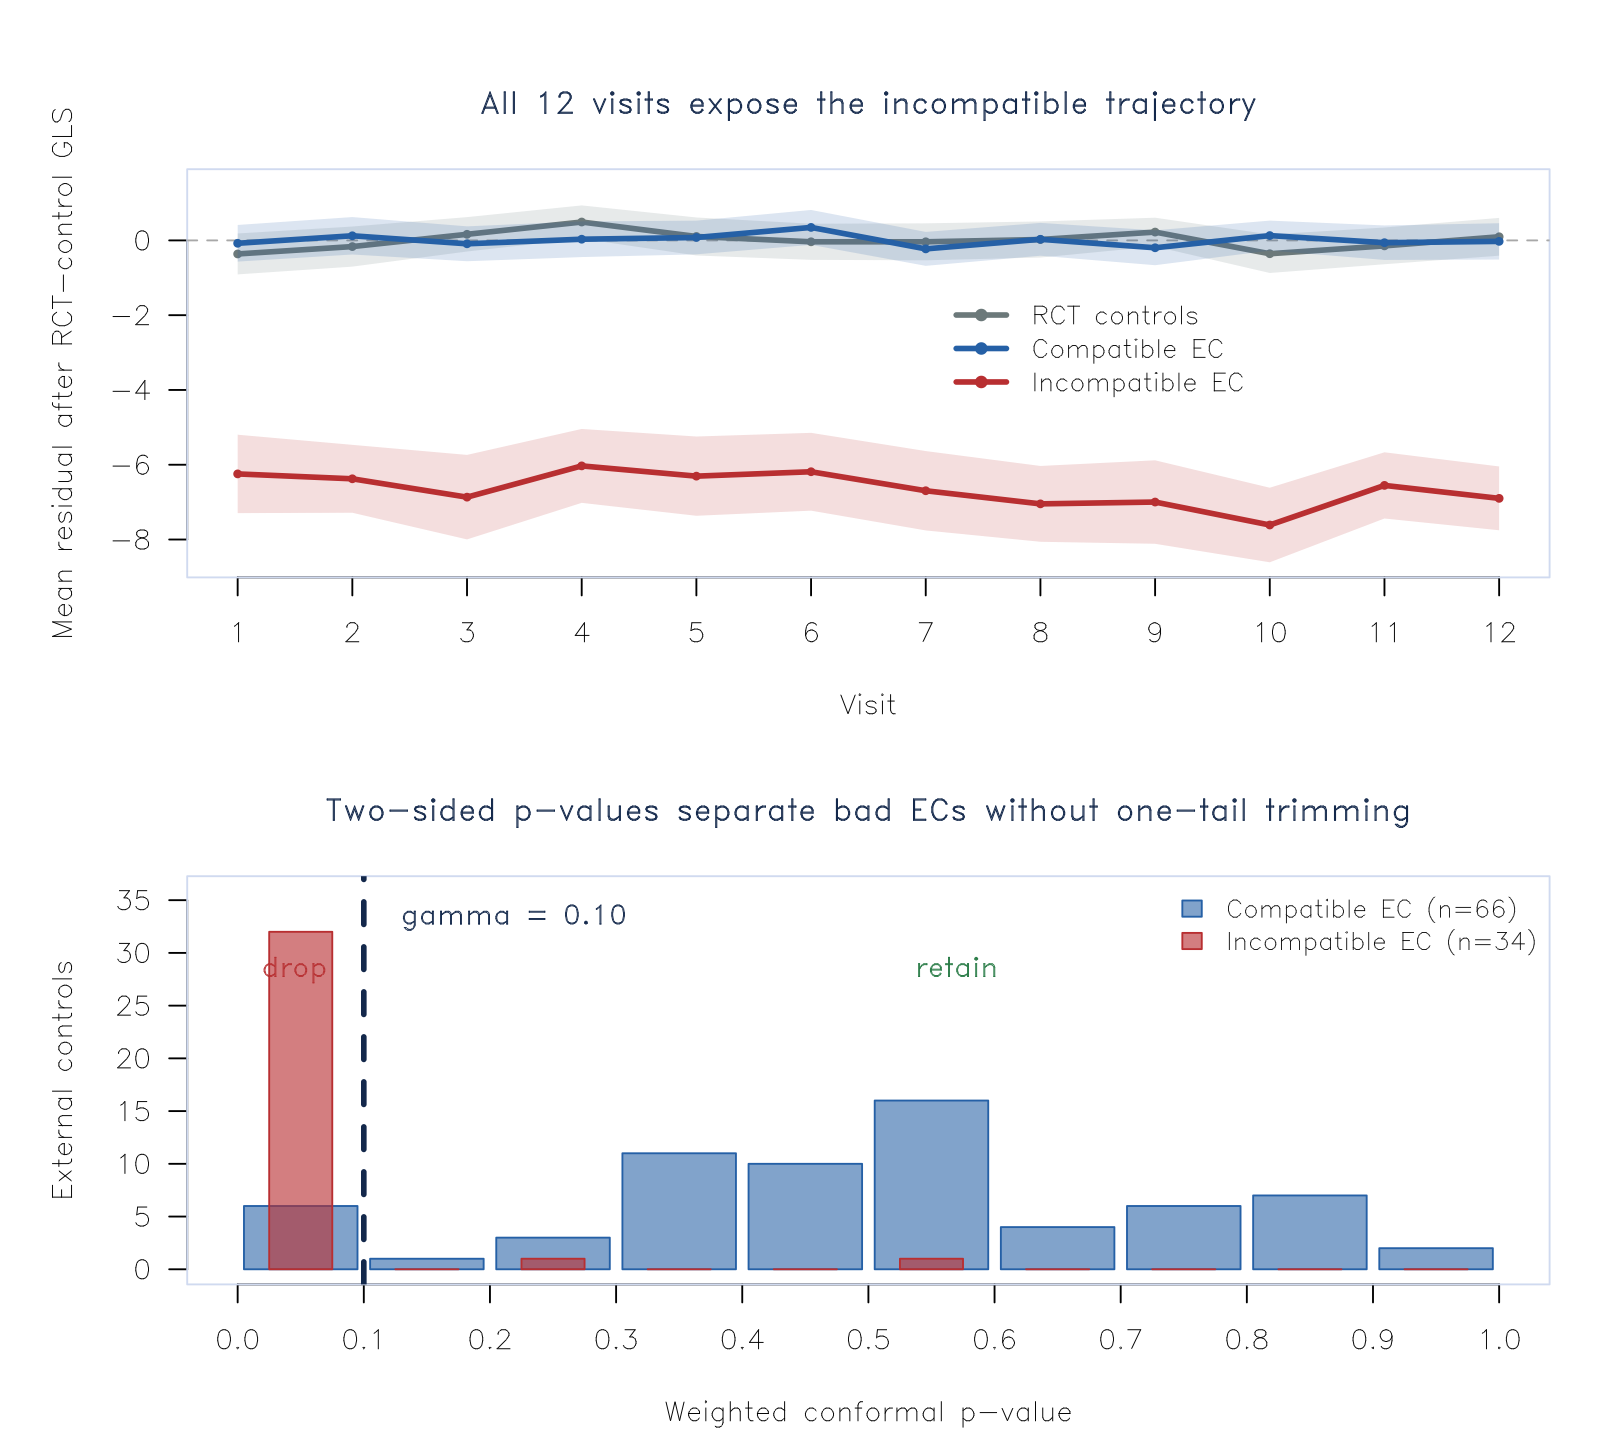 All 12 visits expose the incompatible trajectory
Mean residual after RCT-control GLS
0
-2
-4
-6
-8
RCT controls
Compatible EC
Incompatible EC
1 2 3 4 5 6 7 8 9 10 11 12
Visit
Two-sided p-values separate bad ECs without one-tail trimming
External controls
35
30
25
20
15
10
5
0
gamma = 0.10
drop
retain
Compatible EC (n=66)
Incompatible EC (n=34)
0.0 0.1 0.2 0.3 0.4 0.5 0.6 0.7 0.8 0.9 1.0
Weighted conformal p-value